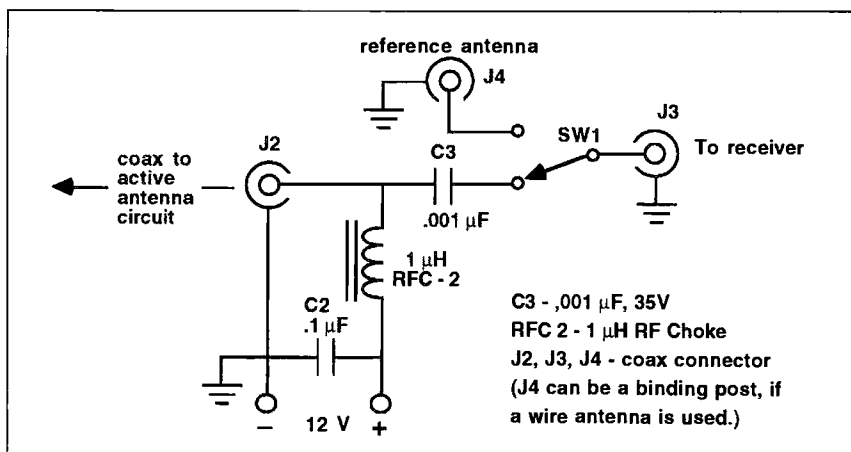 reference antenna
J4
J3
SW1
To receiver
J2
C3
coax to
active
antenna
circuit
.001 µF
1 µH
RFC - 2
C2
.1 µF
C3 - ,001 µF, 35V
RFC 2 - 1 µH RF Choke
J2, J3, J4 - coax connector
(J4 can be a binding post, if
a wire antenna is used.)
– 12 V +